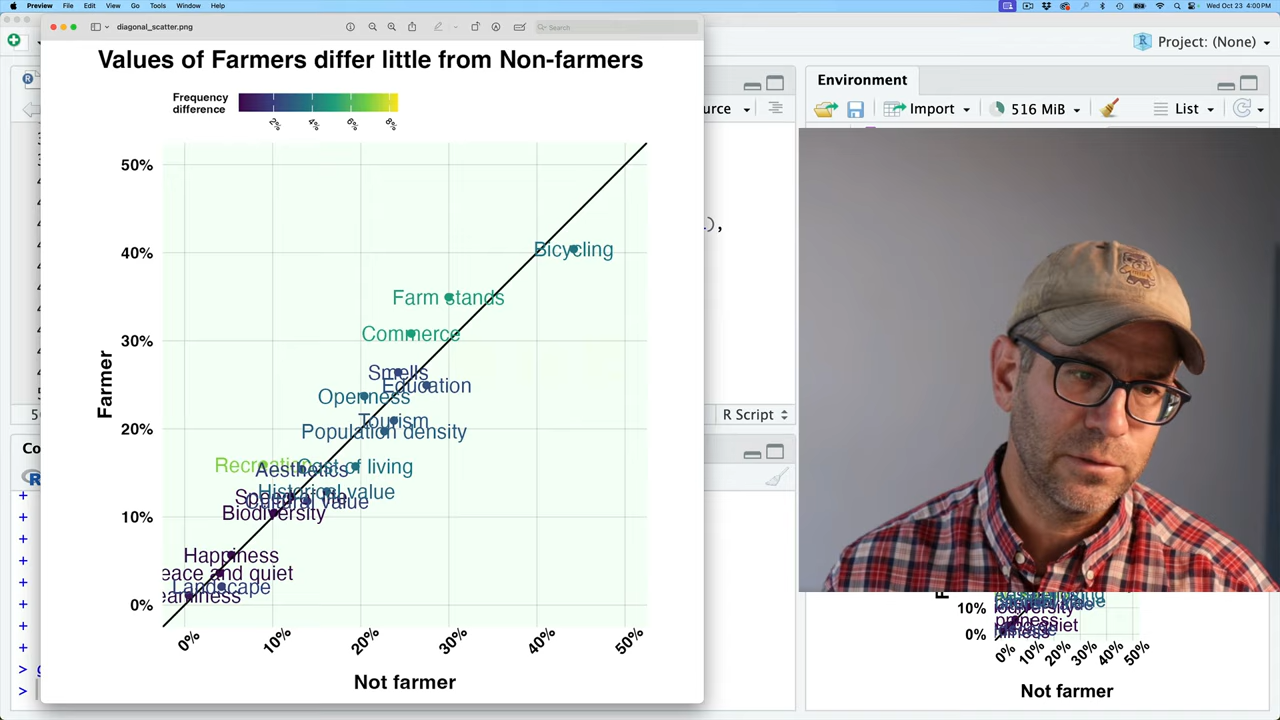 Preview File Edit View Go Tools Window Help
Wed Oct 23 4:00 PM
diagonal_scatter.png
Search
Project: (None)
Values of Farmers differ little from Non-farmers
Frequency
difference
2% 4% 6% 8%
Environment
Import 516 MiB List
50%
40%
30%
20%
10%
0%
Farmer
Bicycling
Farm stands
Commerce
Smells
Education
Openness
Tourism
Population density
Cost of living
Aesthetics
Historical value
Biodiversity
Happiness
eace and quiet
Landscape
0% 10% 20% 30% 40% 50%
Not farmer
R Script
10%
0%
0% 10% 20% 30% 40% 50%
Not farmer